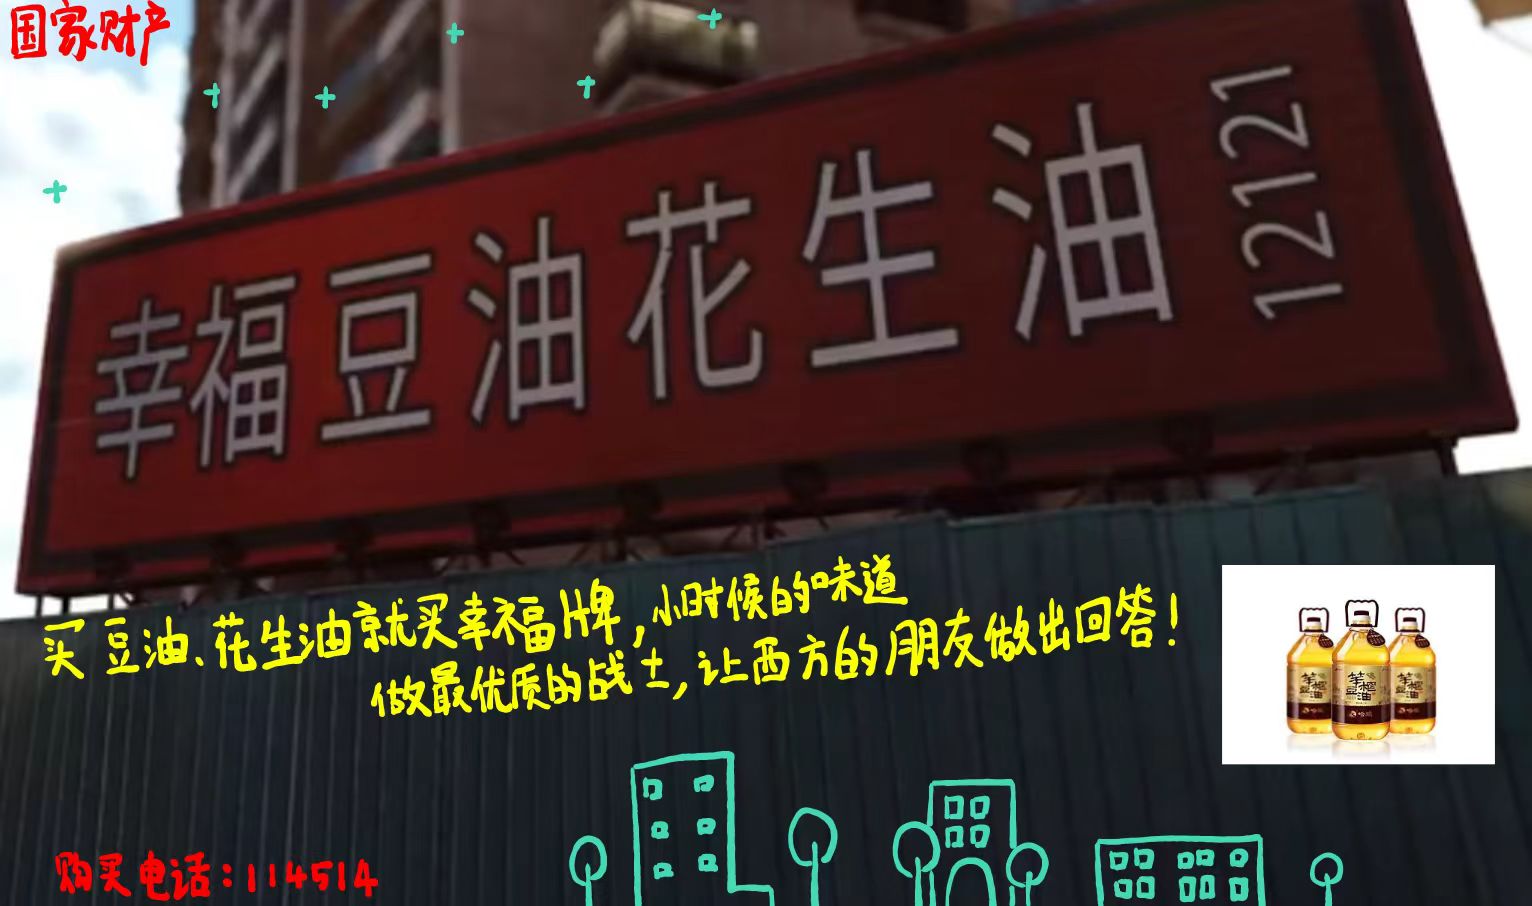 国家财产
幸福豆油花生油
12121
买豆油、花生油就买幸福牌,小时候的味道
做最优质的战士,让西方的朋友做出回答!
购买电话:114514